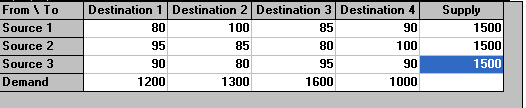 From \ To Destination 1 Destination 2 Destination 3 Destination 4 Supply
Source 1 80 100 85 90 1500
Source 2 95 85 80 100 1500
Source 3 90 80 95 90 1500
Demand 1200 1300 1600 1000